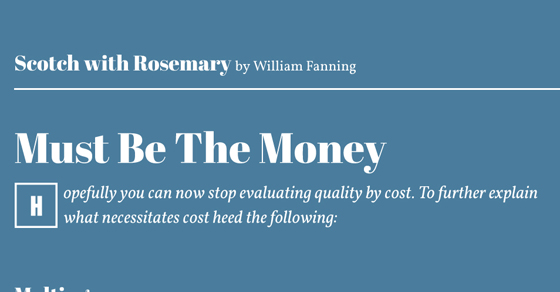 Scotch with Rosemary by William Fanning
Must Be The Money
Hopefully you can now stop evaluating quality by cost. To further explain
what necessitates cost heed the following: